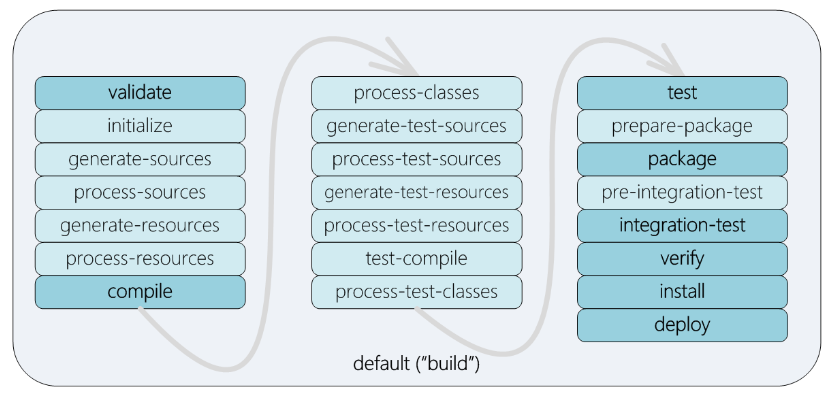 validate
initialize
generate-sources
process-sources
generate-resources
process-resources
compile
process-classes
generate-test-sources
process-test-sources
generate-test-resources
process-test-resources
test-compile
process-test-classes
test
prepare-package
package
pre-integration-test
integration-test
verify
install
deploy
default ("build")